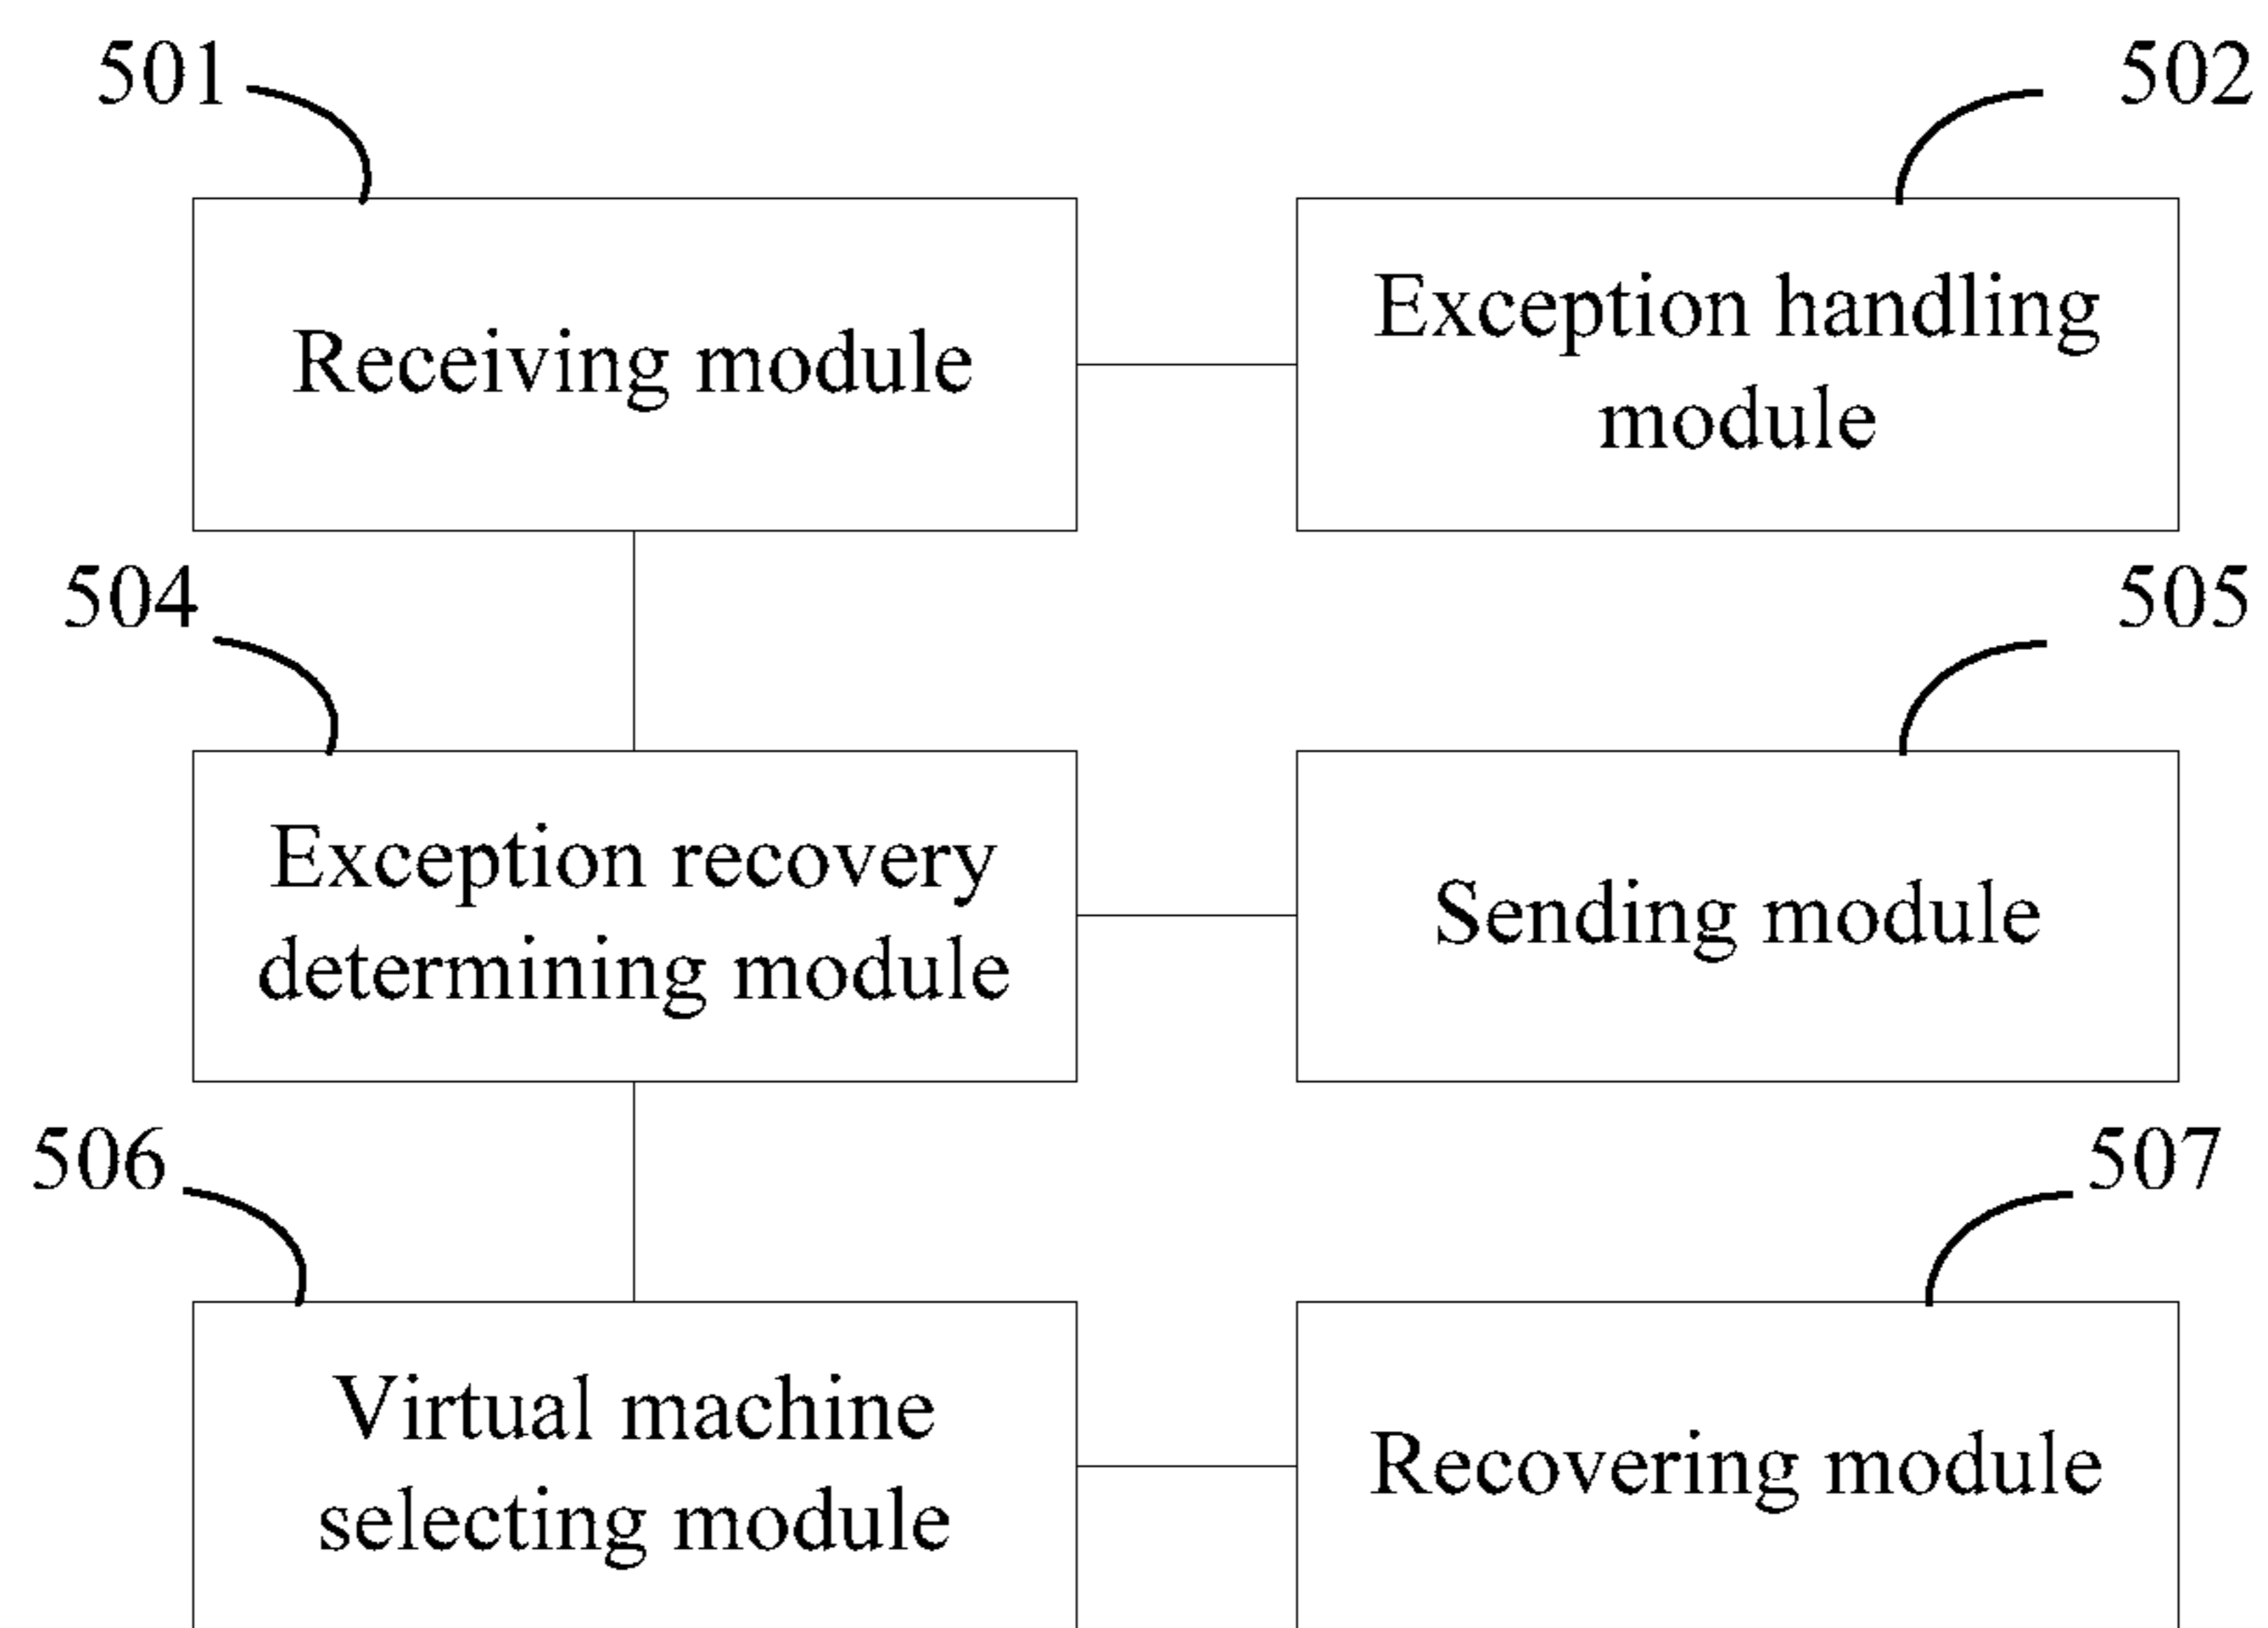 501
502
Receiving module
Exception handling
module
504
505
Exception recovery
determining module
Sending module
506
507
Virtual machine
selecting module
Recovering module